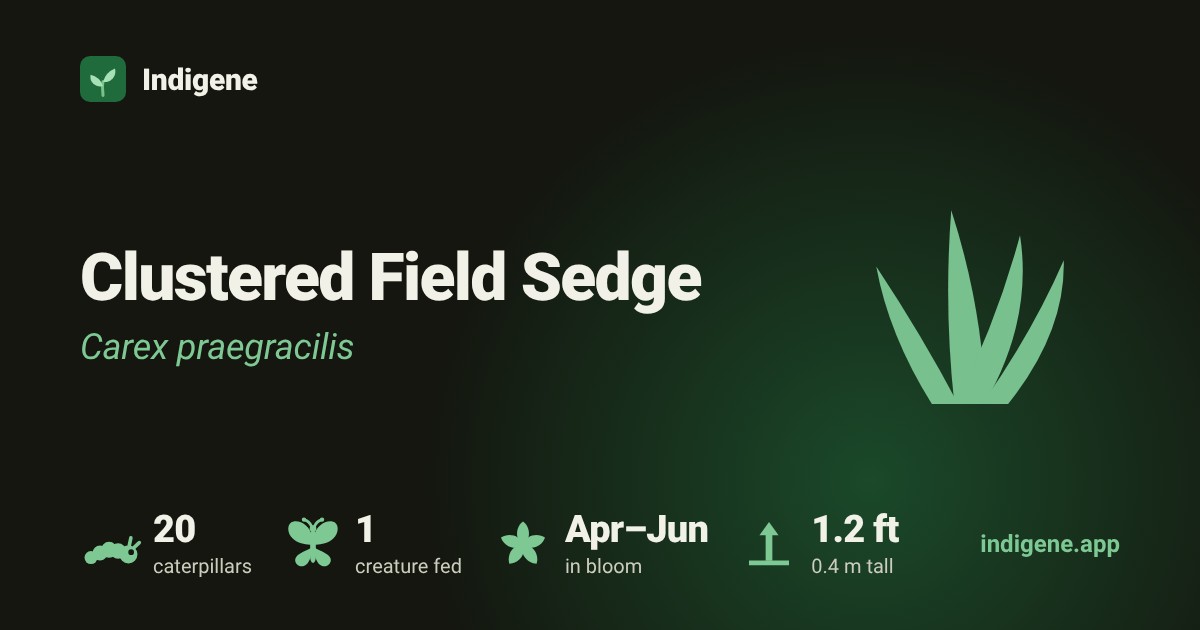 Indigene
Clustered Field Sedge
Carex praegracilis
20
caterpillars
1
creature fed
Apr–Jun
in bloom
1.2 ft
0.4 m tall
indigene.app